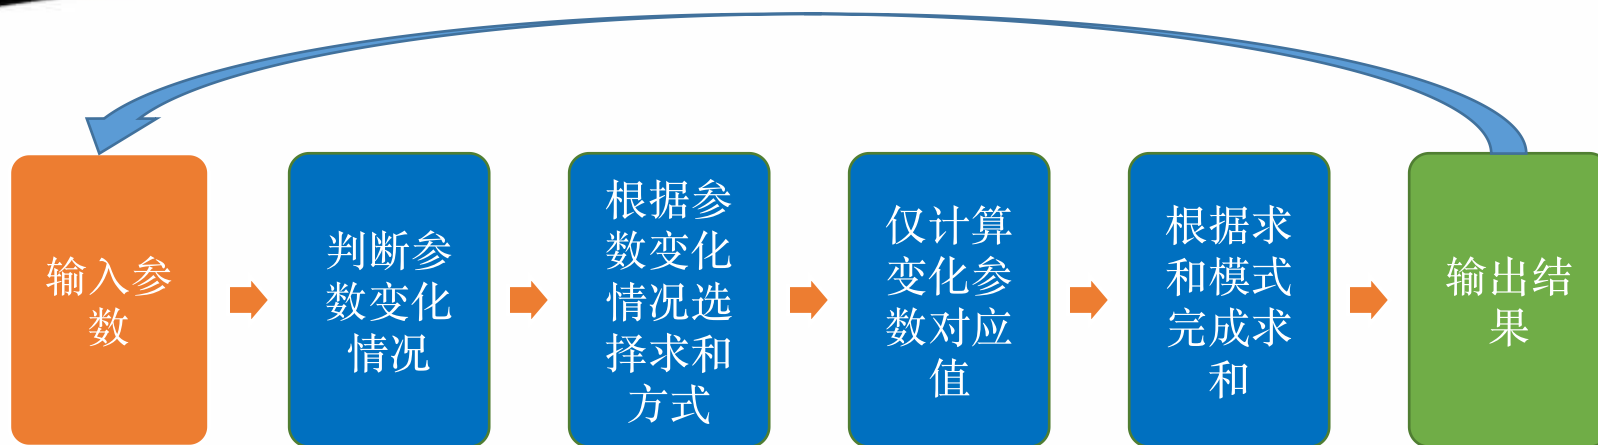 输入参
数
判断参
数变化
情况
根据参
数变化
情况选
择求和
方式
仅计算
变化参
数对应
值
根据求
和模式
完成求
和
输出结
果